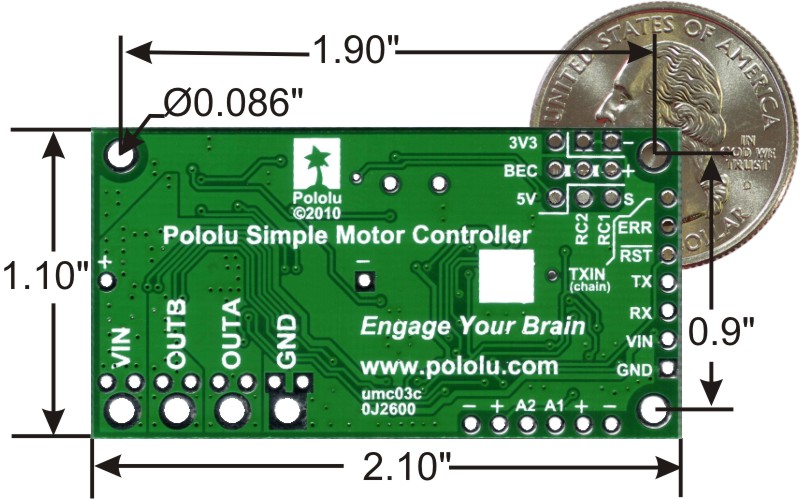 1.90"
UNITED STATES OF AMERICA
Ø0.086"
IN
GOD WE
TRUST
D
3V3
−
BEC
+
5V
S
RC2
RC1
Pololu
©2010
Pololu Simple Motor Controller
ERR
RST
TXIN
(chain)
TX
RX
VIN
GND
1.10"
+
−
VIN
OUTB
OUTA
GND
Engage Your Brain
www.pololu.com
umc03c
0J2600
− + A2 A1 + −
0.9"
2.10"